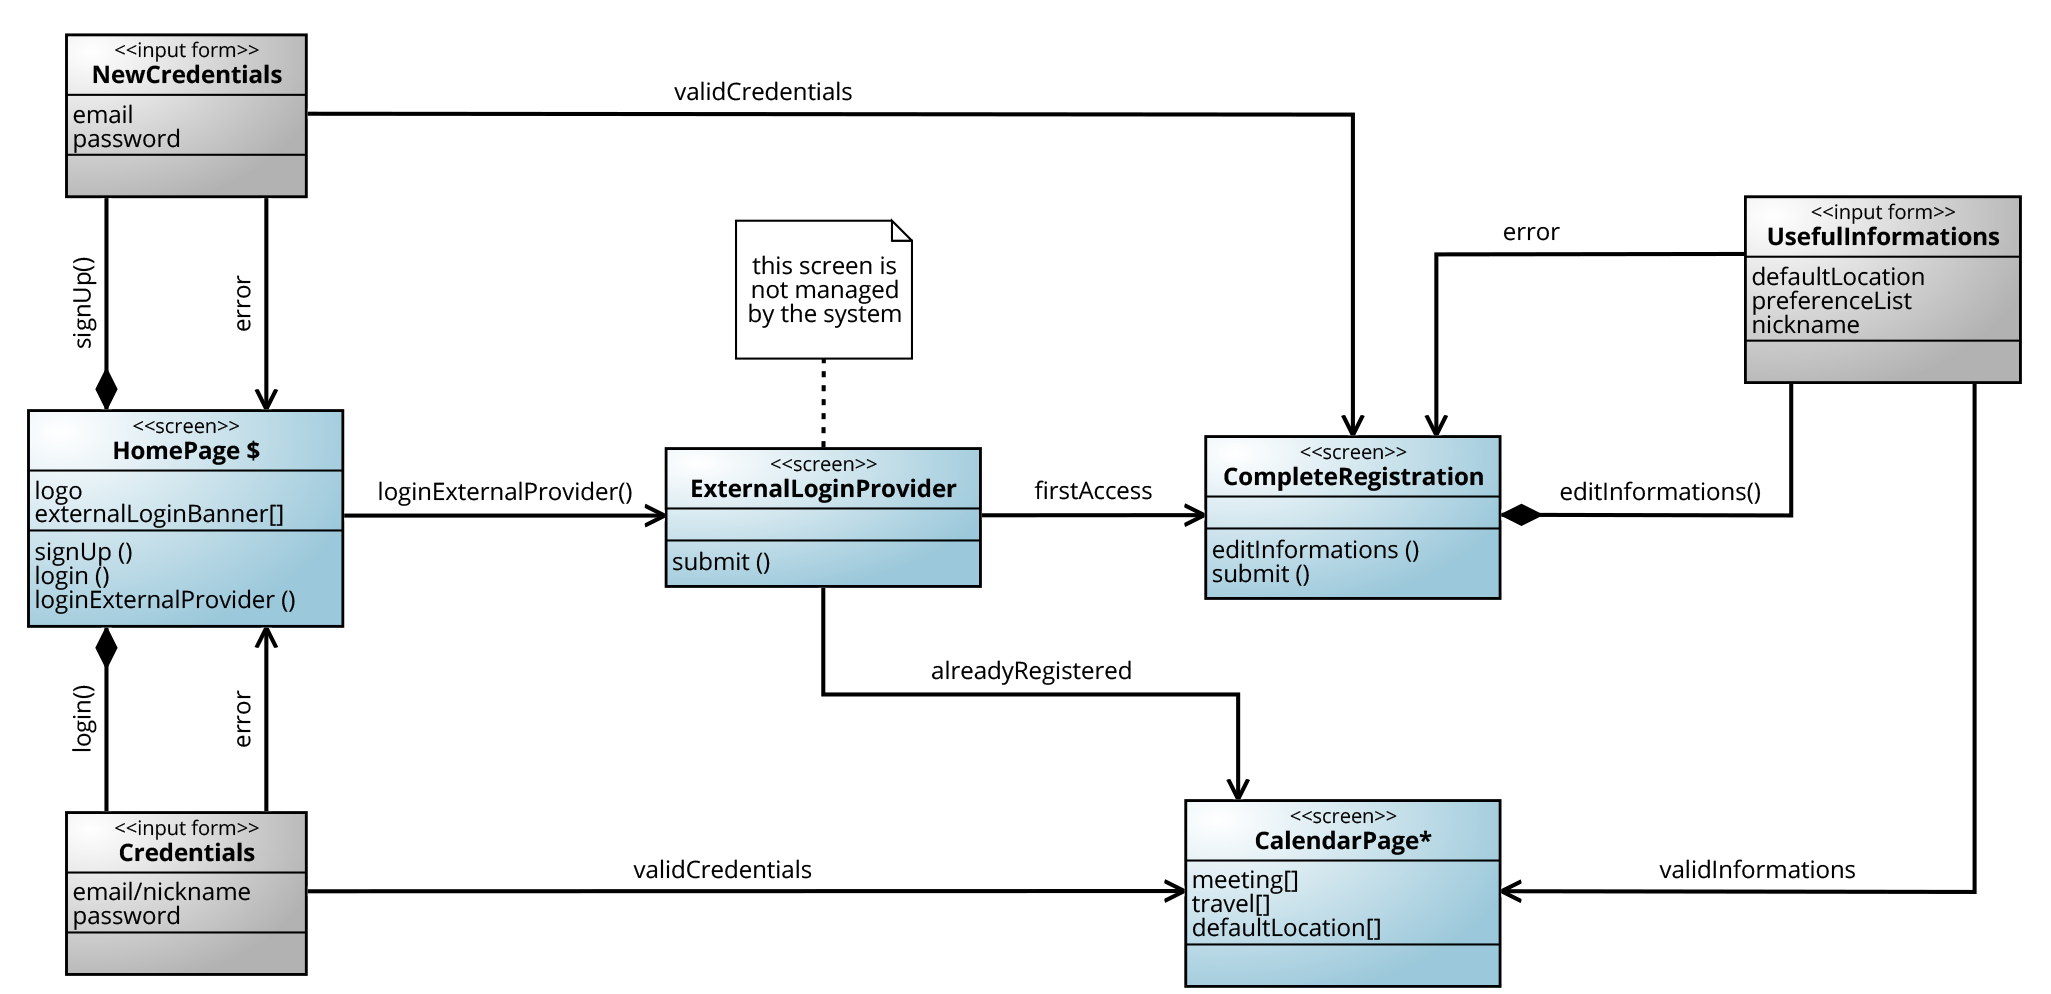 <<input form>>
NewCredentials
email
password
validCredentials
signUp()
error
this screen is
not managed
by the system
error
<<input form>>
UsefulInformations
defaultLocation
preferenceList
nickname
<<screen>>
HomePage $
logo
externalLoginBanner[]
signUp ()
login ()
loginExternalProvider ()
loginExternalProvider()
<<screen>>
ExternalLoginProvider
submit ()
firstAccess
<<screen>>
CompleteRegistration
editInformations ()
submit ()
editInformations()
alreadyRegistered
login()
error
<<input form>>
Credentials
email/nickname
password
validCredentials
<<screen>>
CalendarPage*
meeting[]
travel[]
defaultLocation[]
validInformations